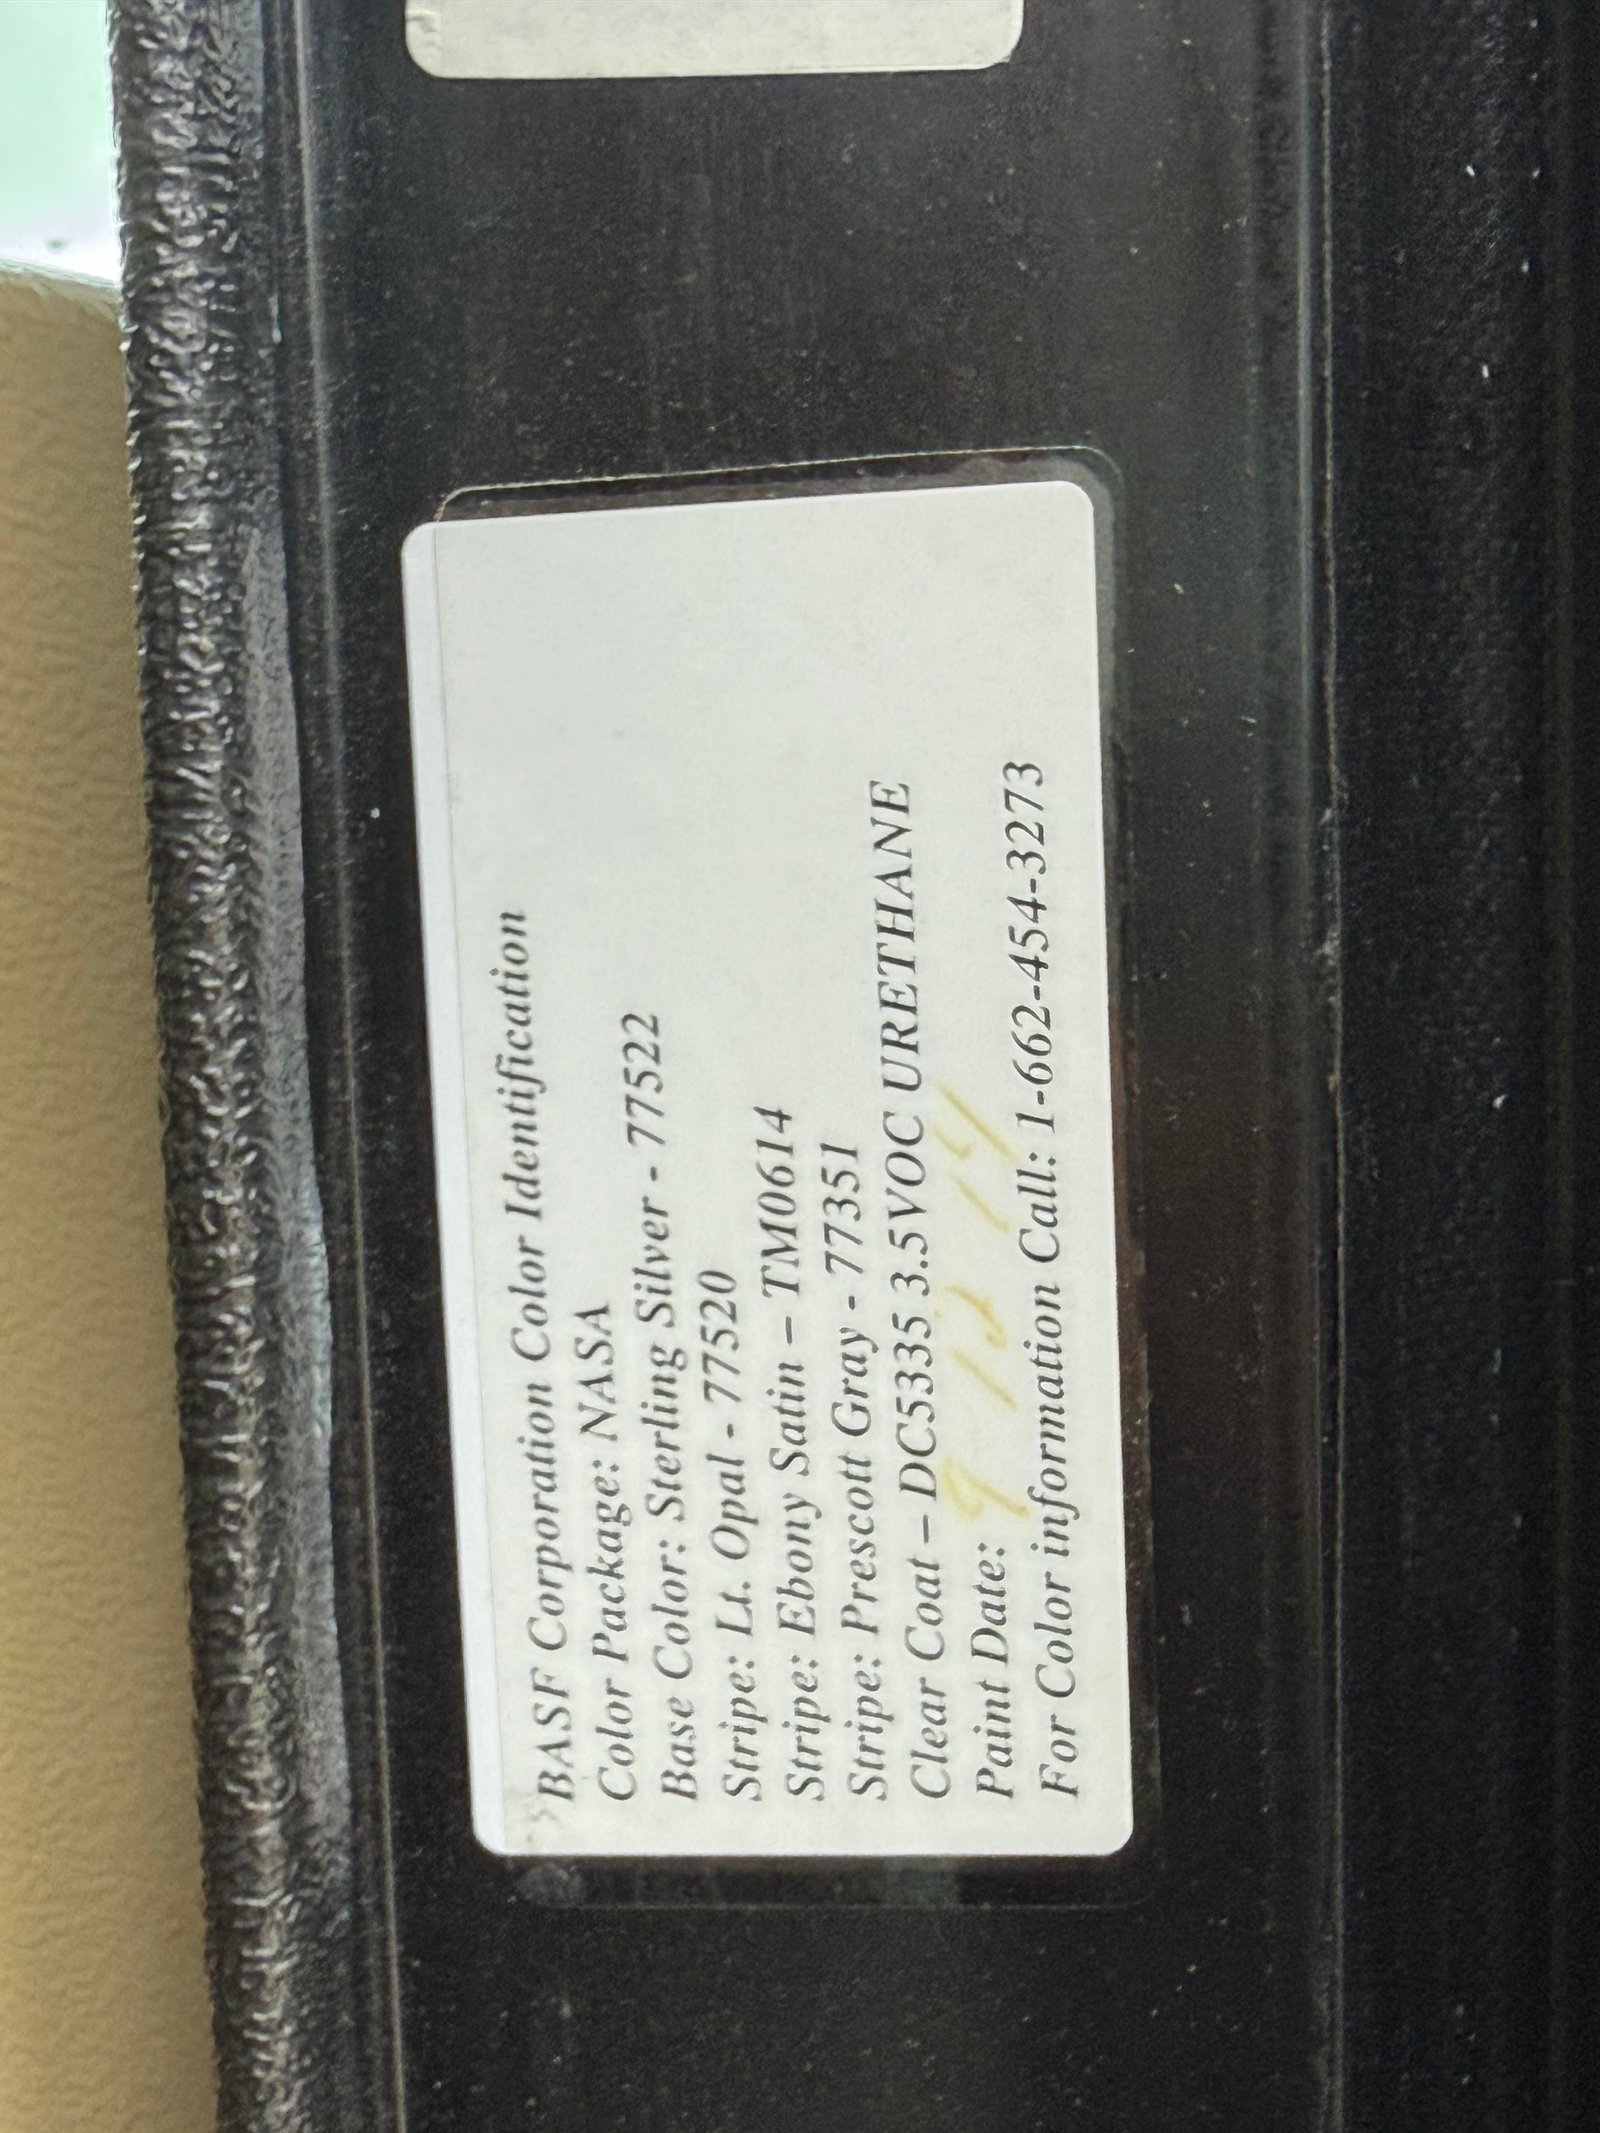 BASF Corporation Color Identification
Color Package: NASA
Base Color: Sterling Silver - 77522
Stripe: Lt. Opal - 77520
Stripe: Ebony Satin – TM0614
Stripe: Prescott Gray - 77351
Clear Coat – DC5335 3.5VOC URETHANE
Paint Date: 9
For Color information Call: 1-662-454-3273